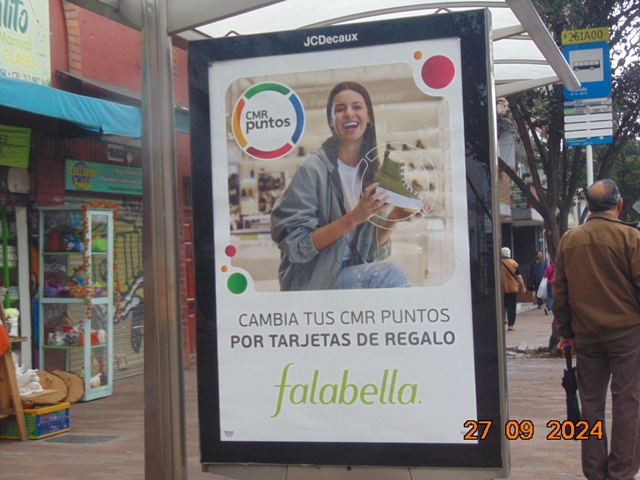 JCDecaux
CMR
puntos
CAMBIA TUS CMR PUNTOS
POR TARJETAS DE REGALO
falabella.
261A00
27 09 2024